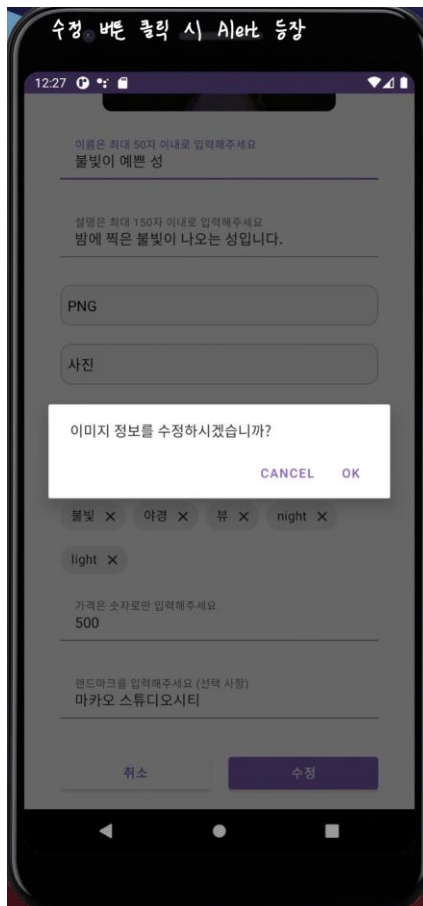 수정 버튼 클릭 시 Alert 등장
12:27
이름은 최대 50자 이내로 입력해주세요
불빛이 예쁜 성
설명은 최대 150자 이내로 입력해주세요
밤에 찍은 불빛이 나오는 성입니다.
PNG
사진
이미지 정보를 수정하시겠습니까?
CANCEL OK
불빛 야경 뷰 night
light
가격은 숫자로만 입력해주세요
500
랜드마크를 입력해주세요 (선택 사항)
마카오 스튜디오시티
취소 수정